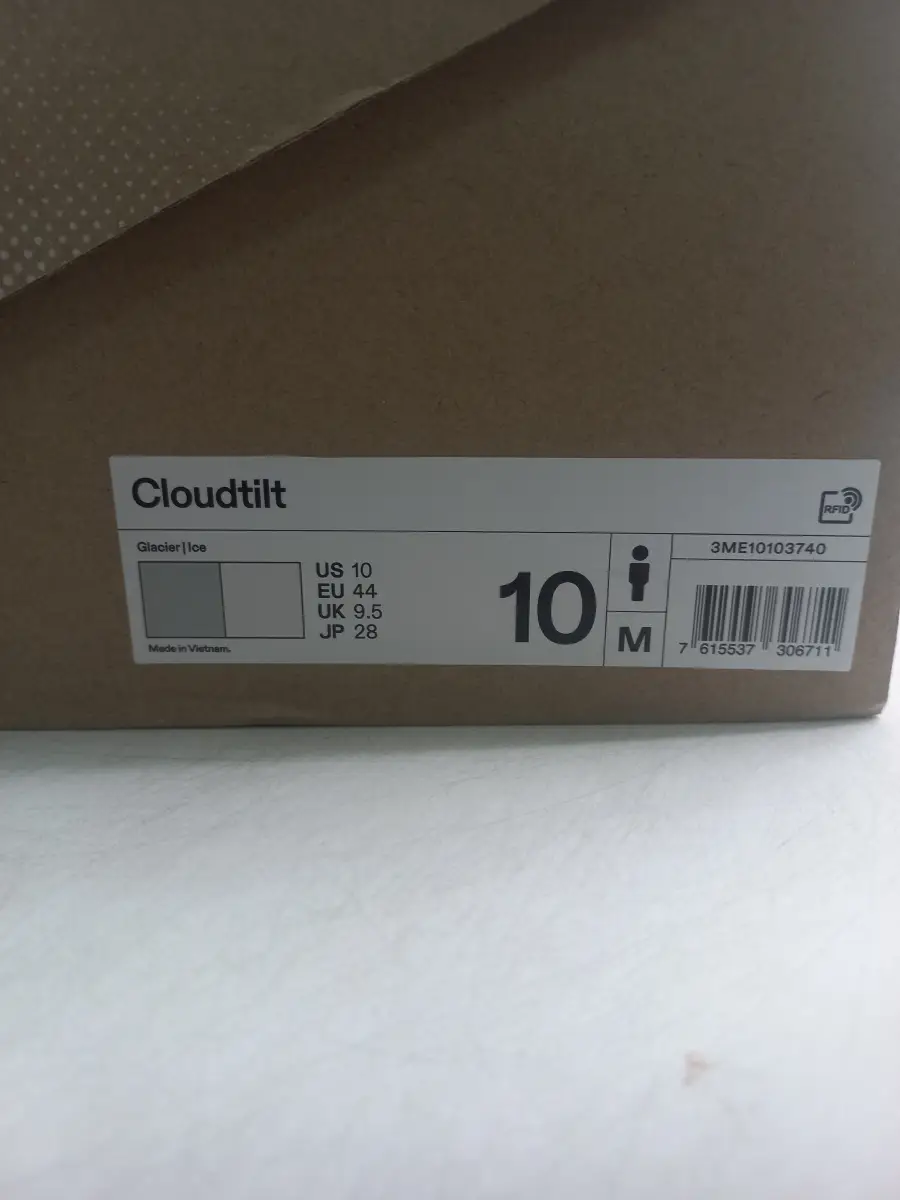 Cloudtilt
RFID
Glacier|Ice
US 10
EU 44
UK 9.5
JP 28
Made in Vietnam.
10
M
3ME10103740
7 615537 306711